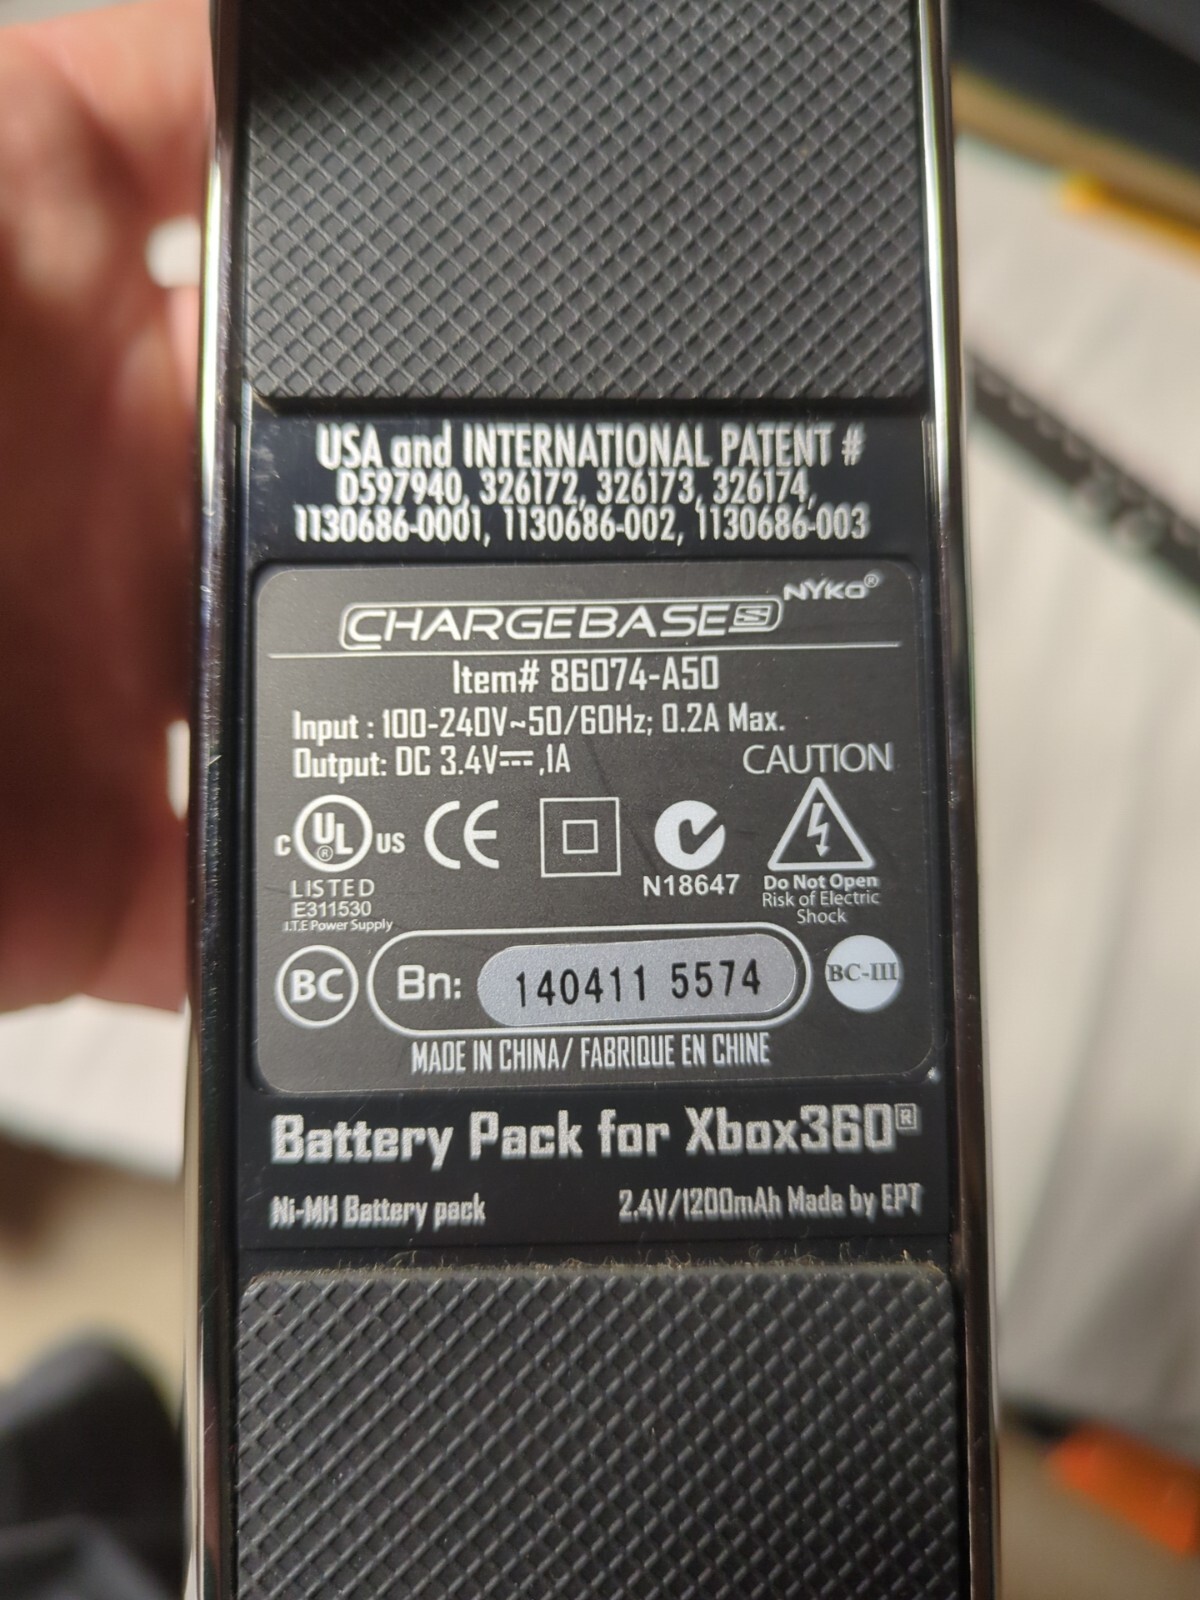 USA and INTERNATIONAL PATENT #
D597940, 326172, 326173, 326174,
1130686-0001, 1130686-002, 1130686-003
NYKO®
CHARGEBASE S
Item# 86074-A50
Input : 100-240V~50/60Hz; 0.2A Max.
Output: DC 3.4V⎓,1A
CAUTION
C UL® US
CE
LISTED
E311530
I.T.E Power Supply
N18647
Do Not Open
Risk of Electric
Shock
BC
Bn: 140411 5574
BC-III
MADE IN CHINA/ FABRIQUE EN CHINE
Battery Pack for Xbox360®
Ni-MH Battery pack 2.4V/1200mAh Made by EPT